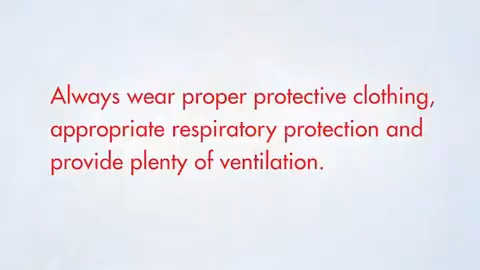 Always wear proper protective clothing,
appropriate respiratory protection and
provide plenty of ventilation.